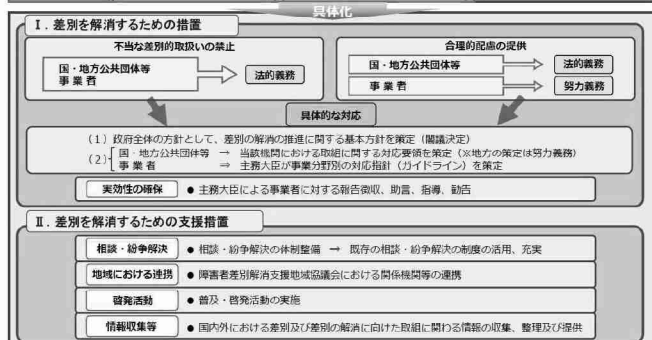 具体化
Ⅰ．差別を解消するための措置
不当な差別的取扱いの禁止
国・地方公共団体等
事業者
法的義務
合理的配慮の提供
国・地方公共団体等
法的義務
事業者
努力義務
具体的な対応
（１）政府全体の方針として、差別の解消の推進に関する基本方針を策定（閣議決定）
（２）
国・地方公共団体等 → 当該機関における取組に関する対応要領を策定（※地方の策定は努力義務）
事業者 ⇒ 主務大臣が事業分野別の対応指針（ガイドライン）を策定
実効性の確保 ● 主務大臣による事業者に対する報告徴収、助言、指導、勧告
Ⅱ．差別を解消するための支援措置
相談・紛争解決 ● 相談・紛争解決の体制整備 → 既存の相談・紛争解決の制度の活用、充実
地域における連携 ● 障害者差別解消支援地域協議会における関係機関等の連携
啓発活動 ● 普及・啓発活動の実施
情報収集等 ● 国内外における差別及び差別の解消に向けた取組に関わる情報の収集、整理及び提供